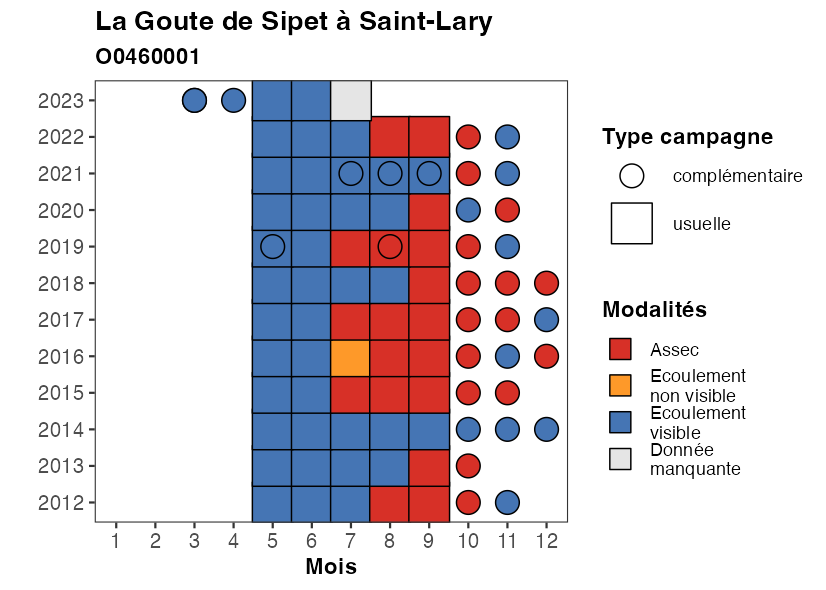 La Goute de Sipet à Saint-Lary
O0460001
2023
2022
2021
2020
2019
2018
2017
2016
2015
2014
2013
2012
1 2 3 4 5 6 7 8 9 10 11 12
Mois
Type campagne
complémentaire
usuelle
Modalités
Assec
Ecoulement
non visible
Ecoulement
visible
Donnée
manquante